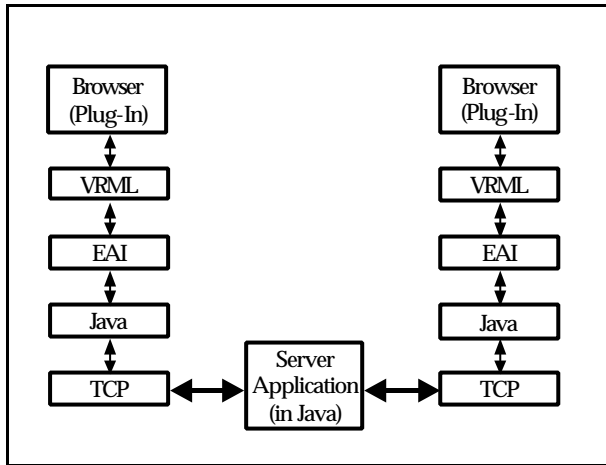 Browser
(Plug-In)
VRML
EAI
Java
TCP
Server
Application
(in Java)
Browser
(Plug-In)
VRML
EAI
Java
TCP